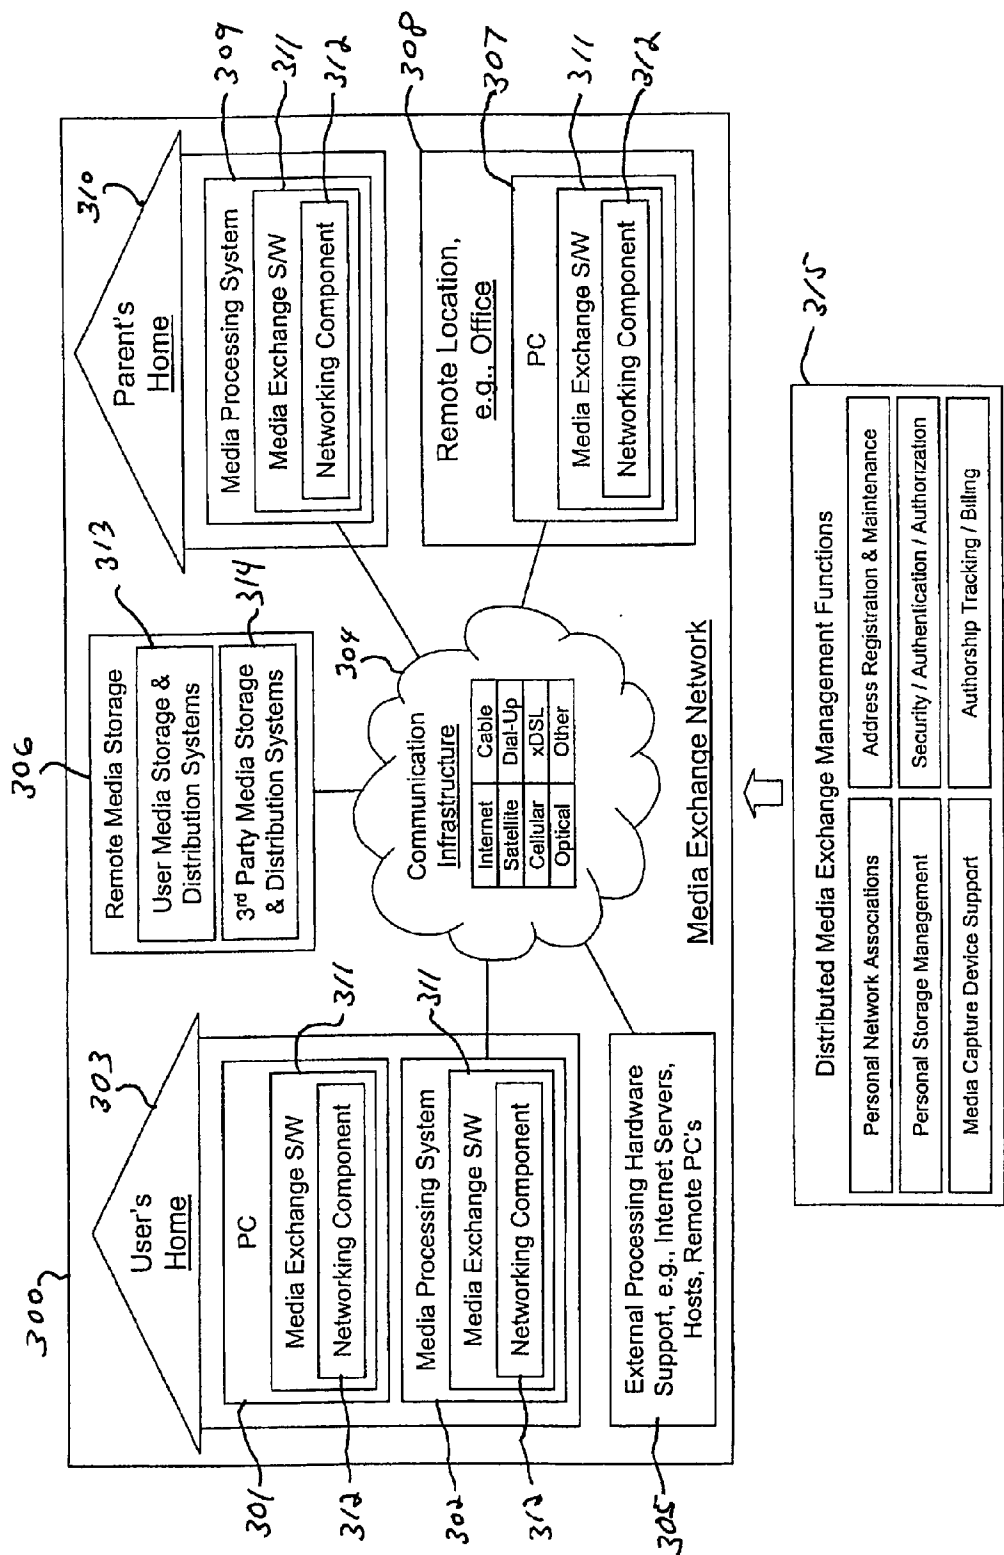 300
303
User's
Home
PC
Media Exchange S/W
Networking Component
311
Media Processing System
Media Exchange S/W
Networking Component
311
301
312
302
312
External Processing Hardware
Support, e.g., Internet Servers,
Hosts, Remote PC's
305
306
Remote Media Storage
User Media Storage &
Distribution Systems
3rd Party Media Storage
& Distribution Systems
313
314
304
Communication
Infrastructure
Internet Cable
Satellite Dial-Up
Cellular xDSL
Optical Other
310
Parent's
Home
Media Processing System
Media Exchange S/W
Networking Component
309
311
312
308
Remote Location,
e.g., Office
PC
Media Exchange S/W
Networking Component
307
311
312
Media Exchange Network
315
Distributed Media Exchange Management Functions
Personal Network Associations Address Registration & Maintenance
Personal Storage Management Security / Authentication / Authorization
Media Capture Device Support Authorship Tracking / Billing